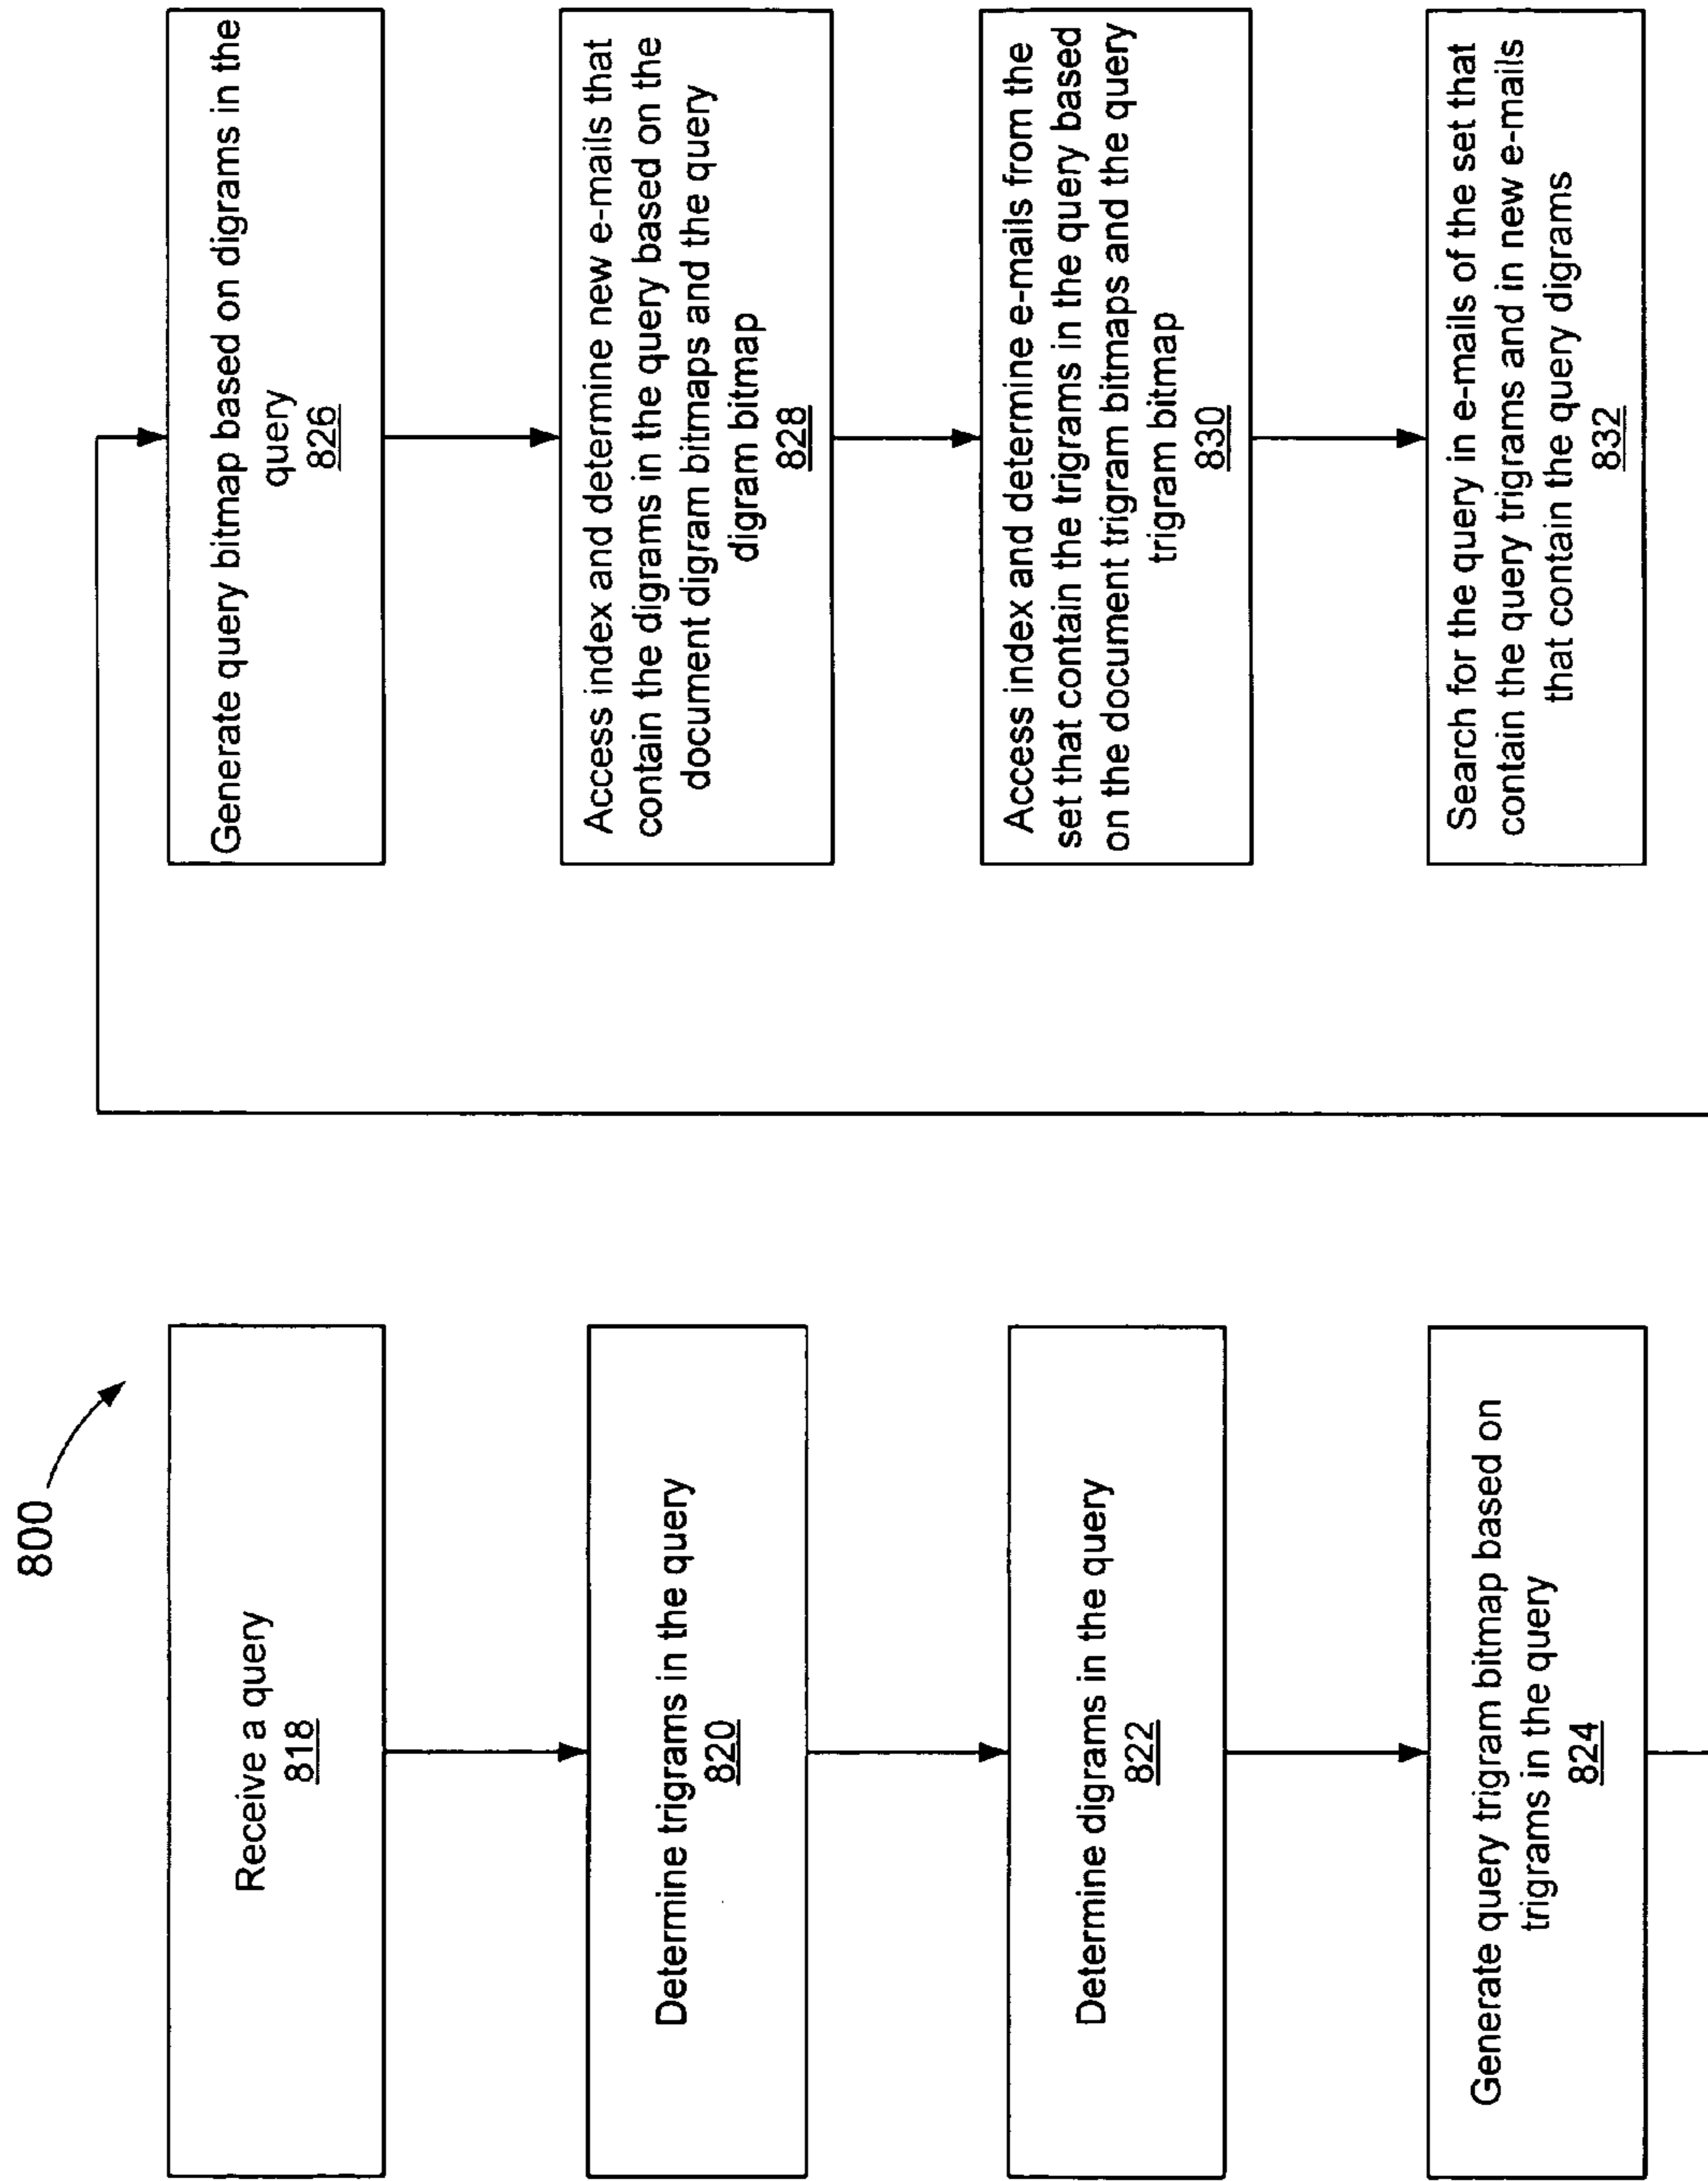 800
Receive a query
818
Determine trigrams in the query
820
Determine digrams in the query
822
Generate query trigram bitmap based on
trigrams in the query
824
Generate query bitmap based on digrams in the
query
826
Access index and determine new e-mails that
contain the digrams in the query based on the
document digram bitmaps and the query
digram bitmap
828
Access index and determine e-mails from the
set that contain the trigrams in the query based
on the document trigram bitmaps and the query
trigram bitmap
830
Search for the query in e-mails of the set that
contain the query trigrams and in new e-mails
that contain the query digrams
832